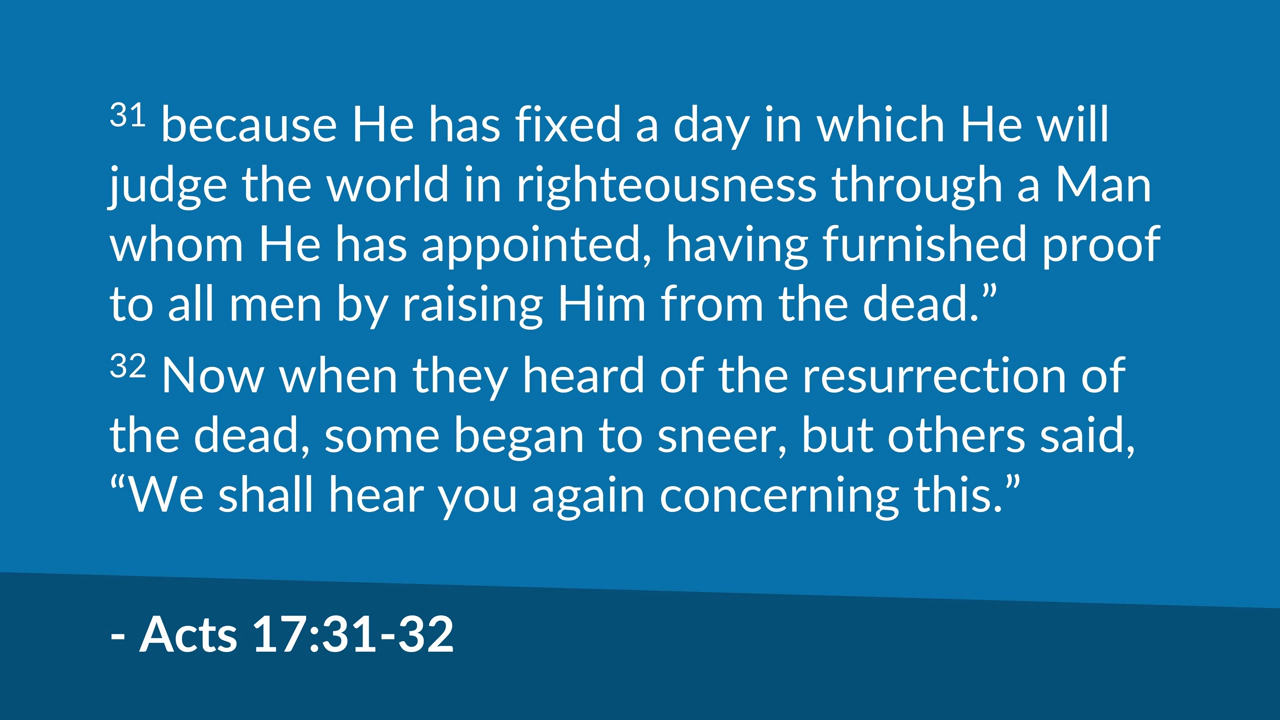 31 because He has fixed a day in which He will
judge the world in righteousness through a Man
whom He has appointed, having furnished proof
to all men by raising Him from the dead.”
32 Now when they heard of the resurrection of
the dead, some began to sneer, but others said,
“We shall hear you again concerning this.”
- Acts 17:31-32